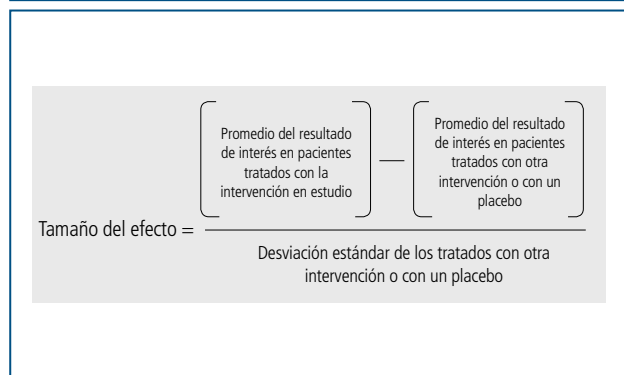 Tamaño del efecto =
Promedio del resultado
de interés en pacientes
tratados con la
intervención en estudio
—
Promedio del resultado
de interés en pacientes
tratados con otra
intervención o con un
placebo
Desviación estándar de los tratados con otra
intervención o con un placebo